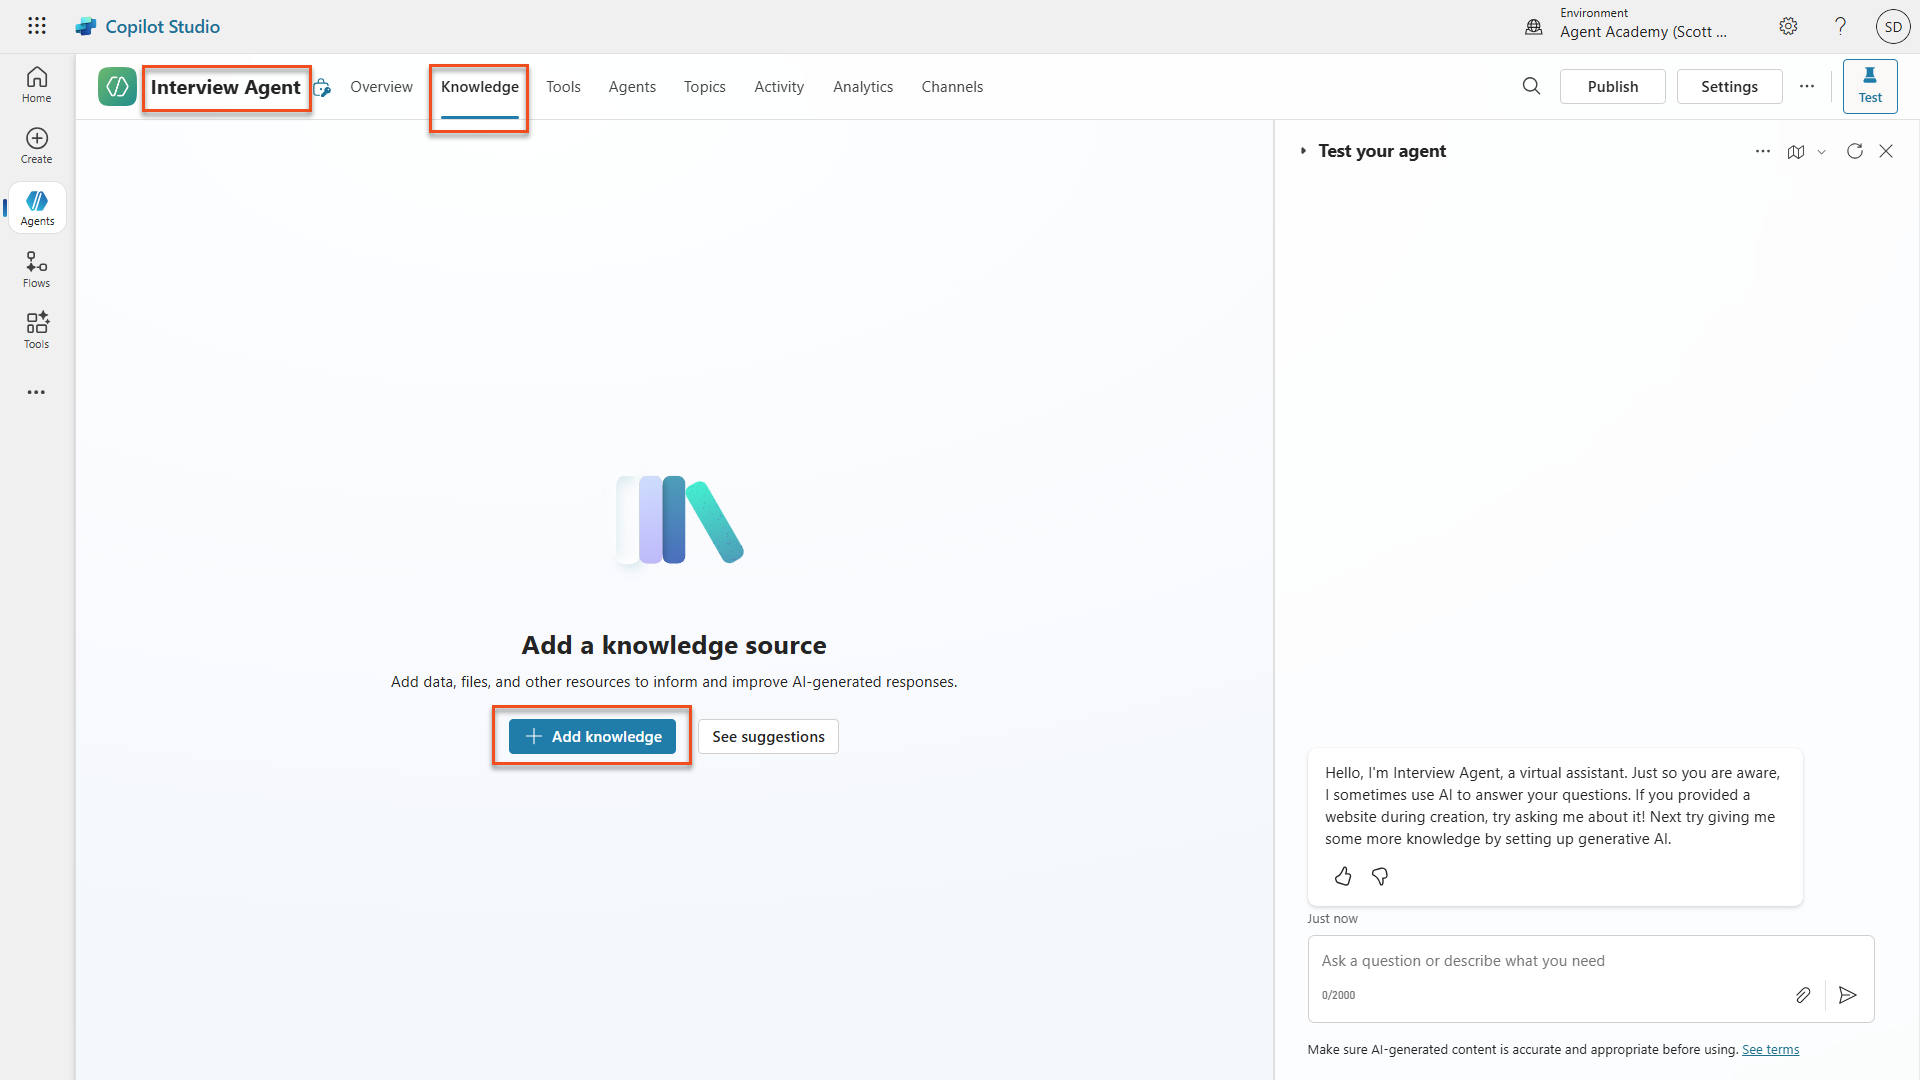 Copilot Studio
Environment
Agent Academy (Scott ...
SD
Home
Create
Agents
Flows
Tools
Interview Agent
Overview
Knowledge
Tools
Agents
Topics
Activity
Analytics
Channels
Publish
Settings
Test
Add a knowledge source
Add data, files, and other resources to inform and improve AI-generated responses.
Add knowledge
See suggestions
Test your agent
Hello, I'm Interview Agent, a virtual assistant. Just so you are aware,
I sometimes use AI to answer your questions. If you provided a
website during creation, try asking me about it! Next try giving me
some more knowledge by setting up generative AI.
Just now
Ask a question or describe what you need
0/2000
Make sure AI-generated content is accurate and appropriate before using. See terms